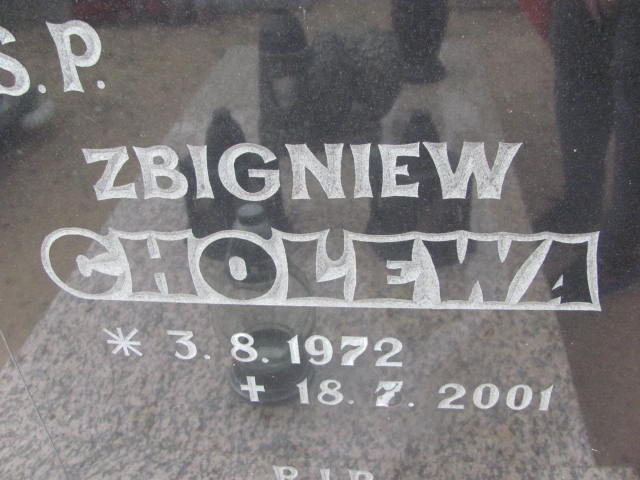 S.P.
ZBIGNIEW
CHOLEWA
* 3. 8. 1972
+ 18. 7. 2001
R.I.P.